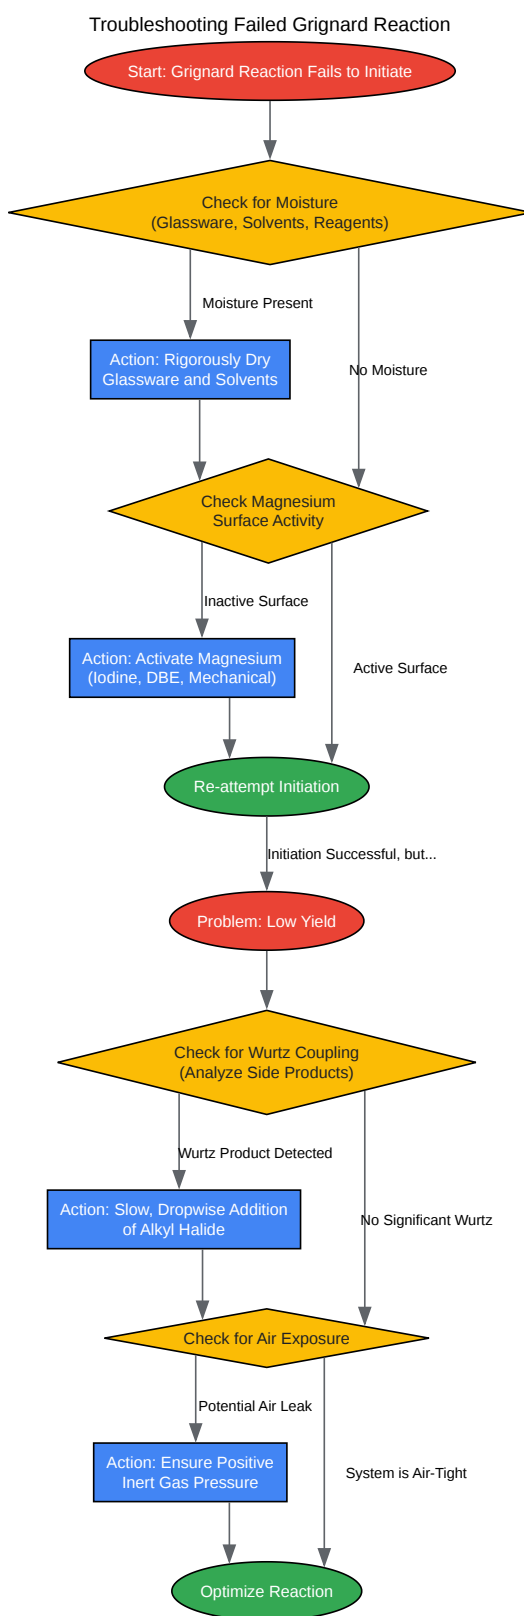 Troubleshooting Failed Grignard Reaction
Start: Grignard Reaction Fails to Initiate
Check for Moisture
(Glassware, Solvents, Reagents)
Moisture Present
Action: Rigorously Dry
Glassware and Solvents
No Moisture
Check Magnesium
Surface Activity
Inactive Surface
Action: Activate Magnesium
(Iodine, DBE, Mechanical)
Active Surface
Re-attempt Initiation
Initiation Successful, but...
Problem: Low Yield
Check for Wurtz Coupling
(Analyze Side Products)
Wurtz Product Detected
Action: Slow, Dropwise Addition
of Alkyl Halide
No Significant Wurtz
Check for Air Exposure
Potential Air Leak
Action: Ensure Positive
Inert Gas Pressure
System is Air-Tight
Optimize Reaction